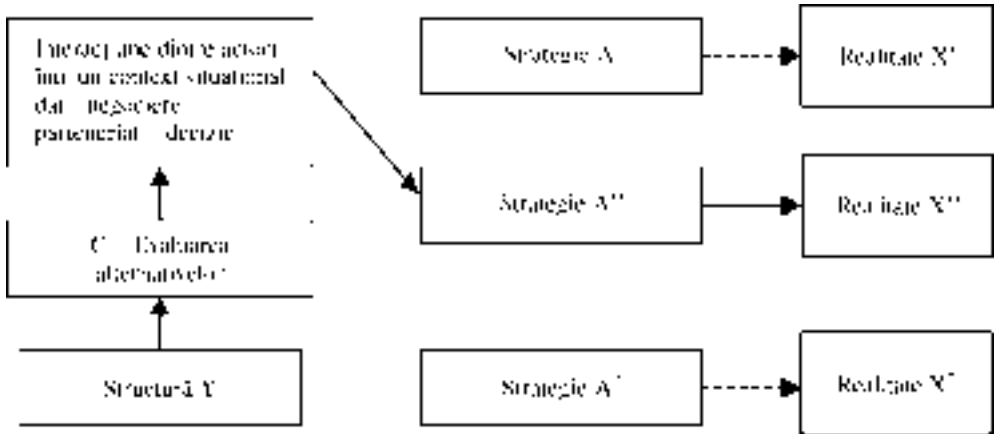 Interacțiune dintre actori
într-un context situațional
dat negociere
parteneriat decizie
C Evaluarea
alternativelor
Structură Y
Strategie A
Strategie A''
Strategie A
Realitate X'
Realitate X''
Realitate X